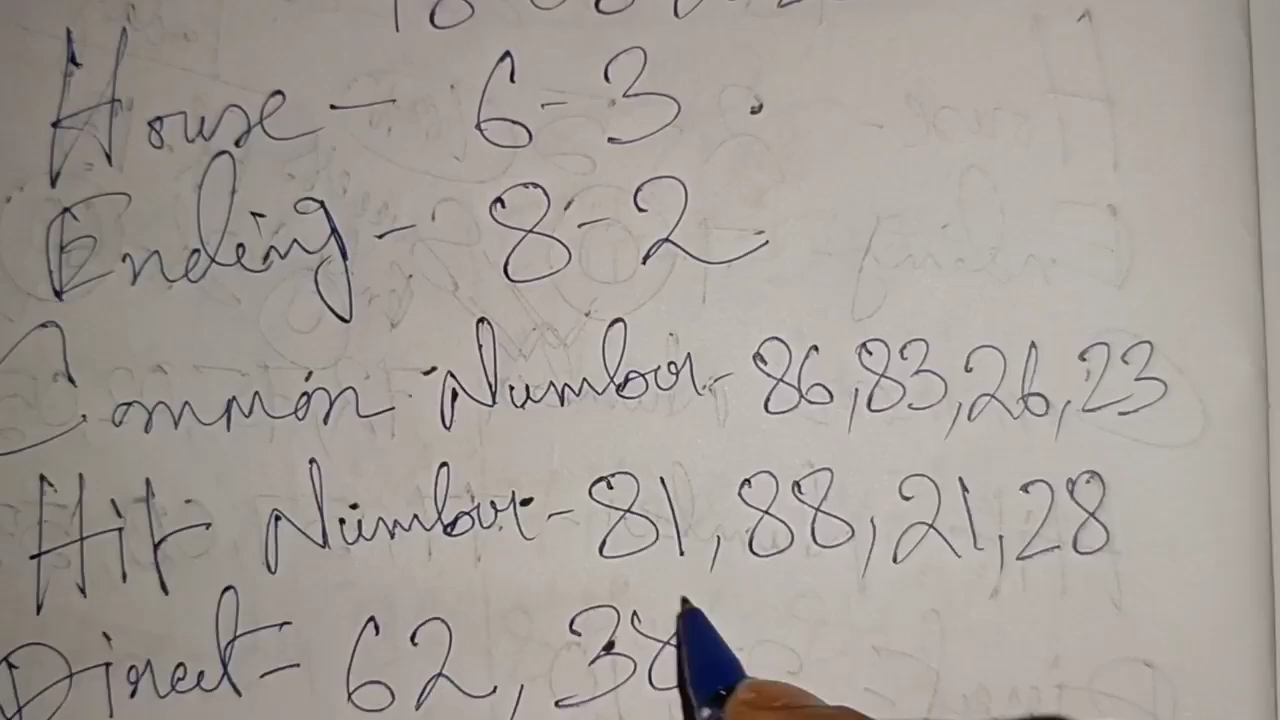 House - 6-3.
Ending - 8-2
Common Number - 86,83,26,23
Hit Number - 81,88,21,28
Direct - 62, 38